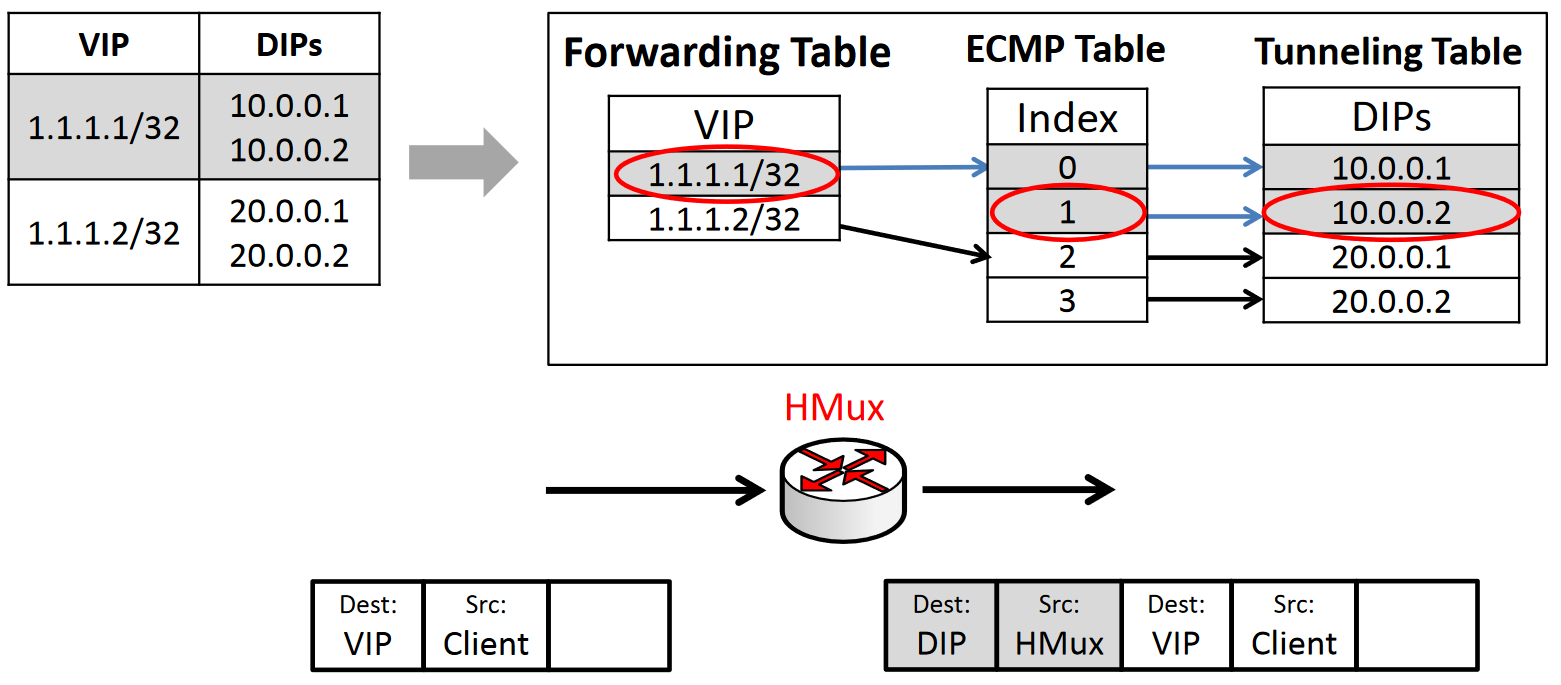 VIP DIPs
1.1.1.1/32
10.0.0.1
10.0.0.2
1.1.1.2/32
20.0.0.1
20.0.0.2
Forwarding Table
VIP
1.1.1.1/32
1.1.1.2/32
ECMP Table
Index
0
1
2
3
Tunneling Table
DIPs
10.0.0.1
10.0.0.2
20.0.0.1
20.0.0.2
HMux
Dest:
VIP
Src:
Client
Dest:
DIP
Src:
HMux
Dest:
VIP
Src:
Client